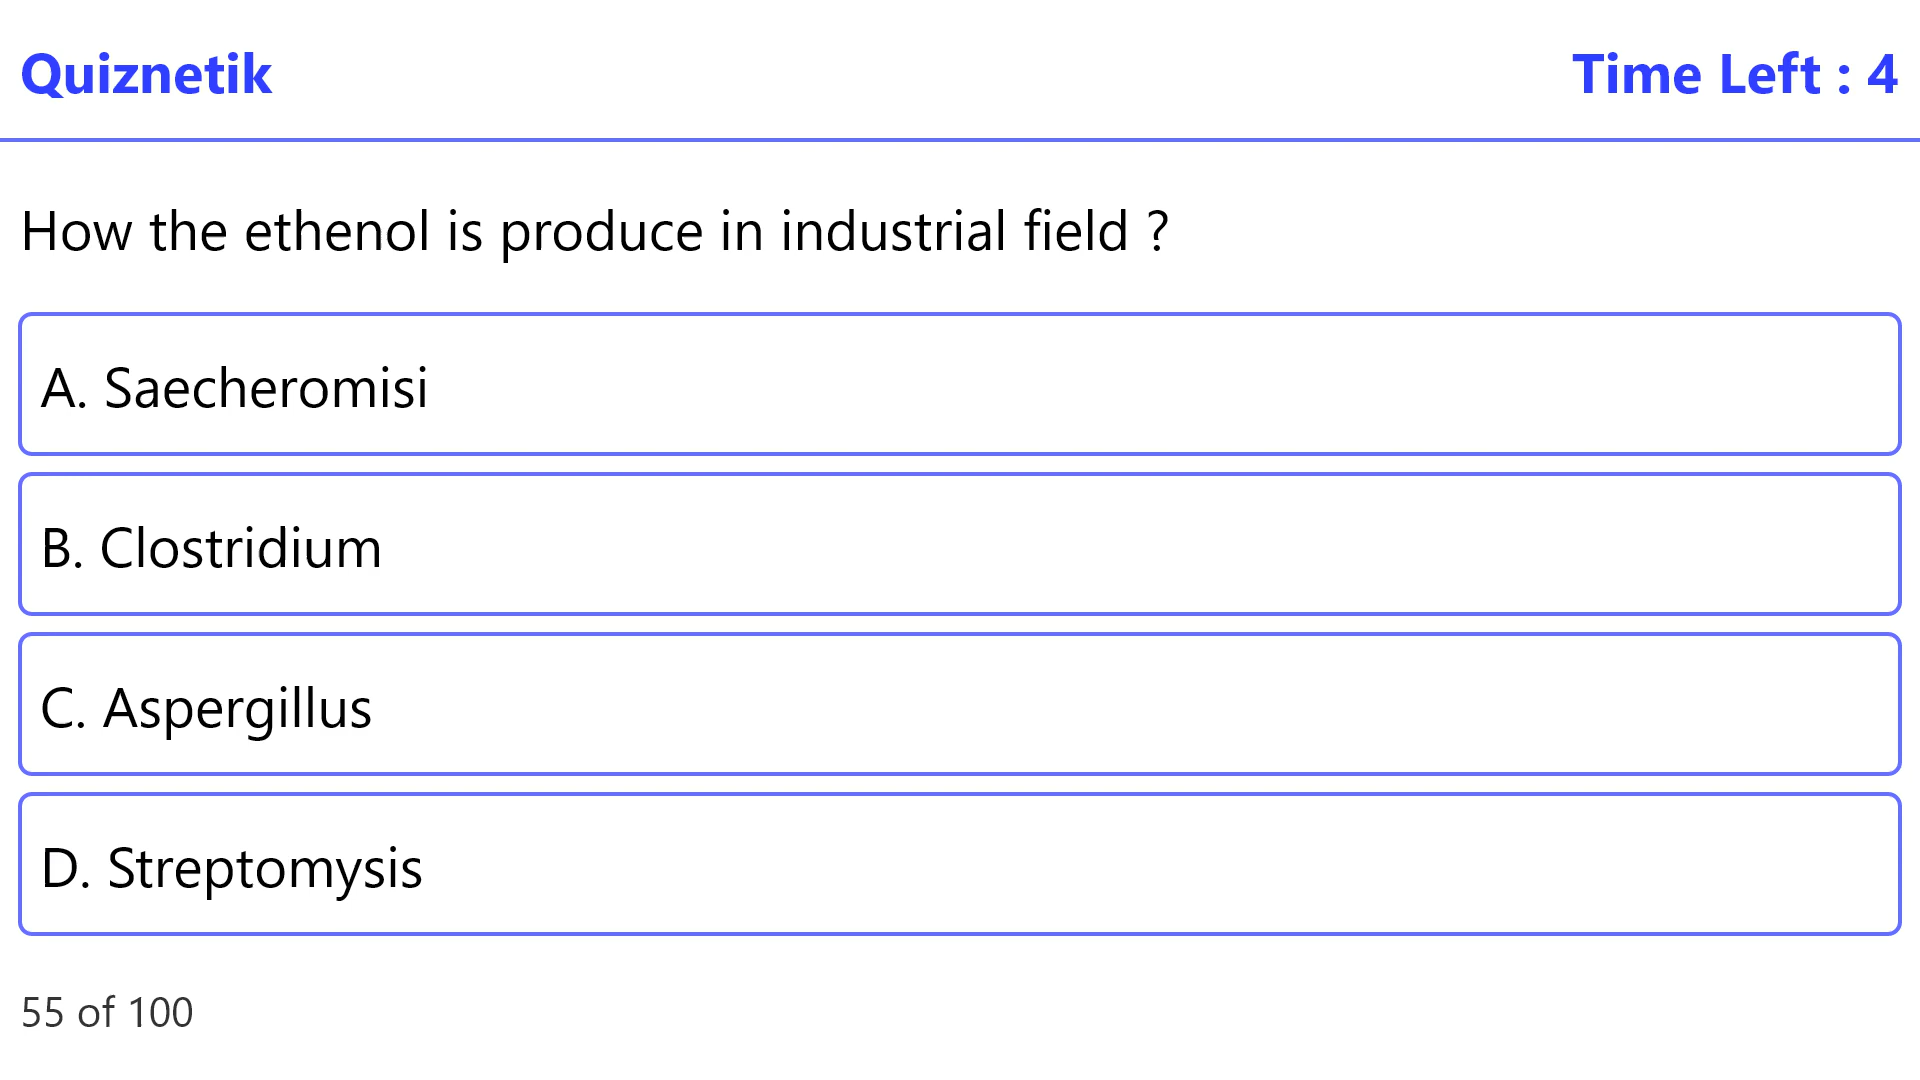 Quiznetik
Time Left : 4
How the ethenol is produce in industrial field ?
A. Saecheromisi
B. Clostridium
C. Aspergillus
D. Streptomysis
55 of 100